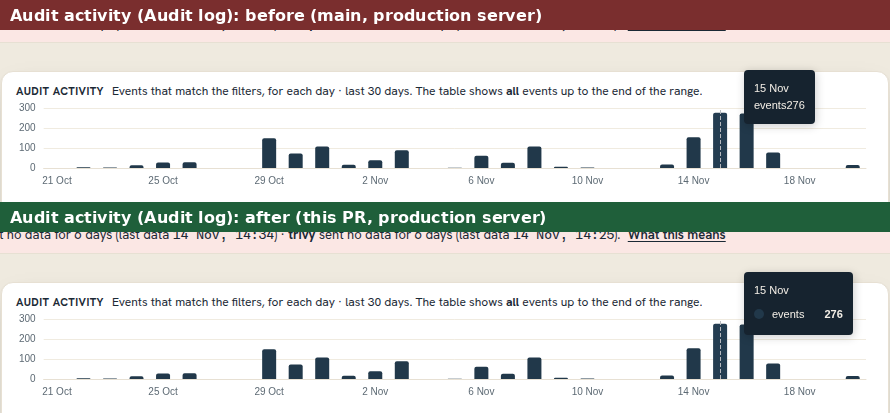 Audit activity (Audit log): before (main, production server)
AUDIT ACTIVITY Events that match the filters, for each day · last 30 days. The table shows all events up to the end of the range.
15 Nov
events276
300
200
100
0
21 Oct 25 Oct 29 Oct 2 Nov 6 Nov 10 Nov 14 Nov 18 Nov
Audit activity (Audit log): after (this PR, production server)
t no data for 6 days (last data 14 Nov, 14:34) · trivy sent no data for 6 days (last data 14 Nov, 14:25). What this means
AUDIT ACTIVITY Events that match the filters, for each day · last 30 days. The table shows all events up to the end of the range.
15 Nov
events 276
300
200
100
0
21 Oct 25 Oct 29 Oct 2 Nov 6 Nov 10 Nov 14 Nov 18 Nov